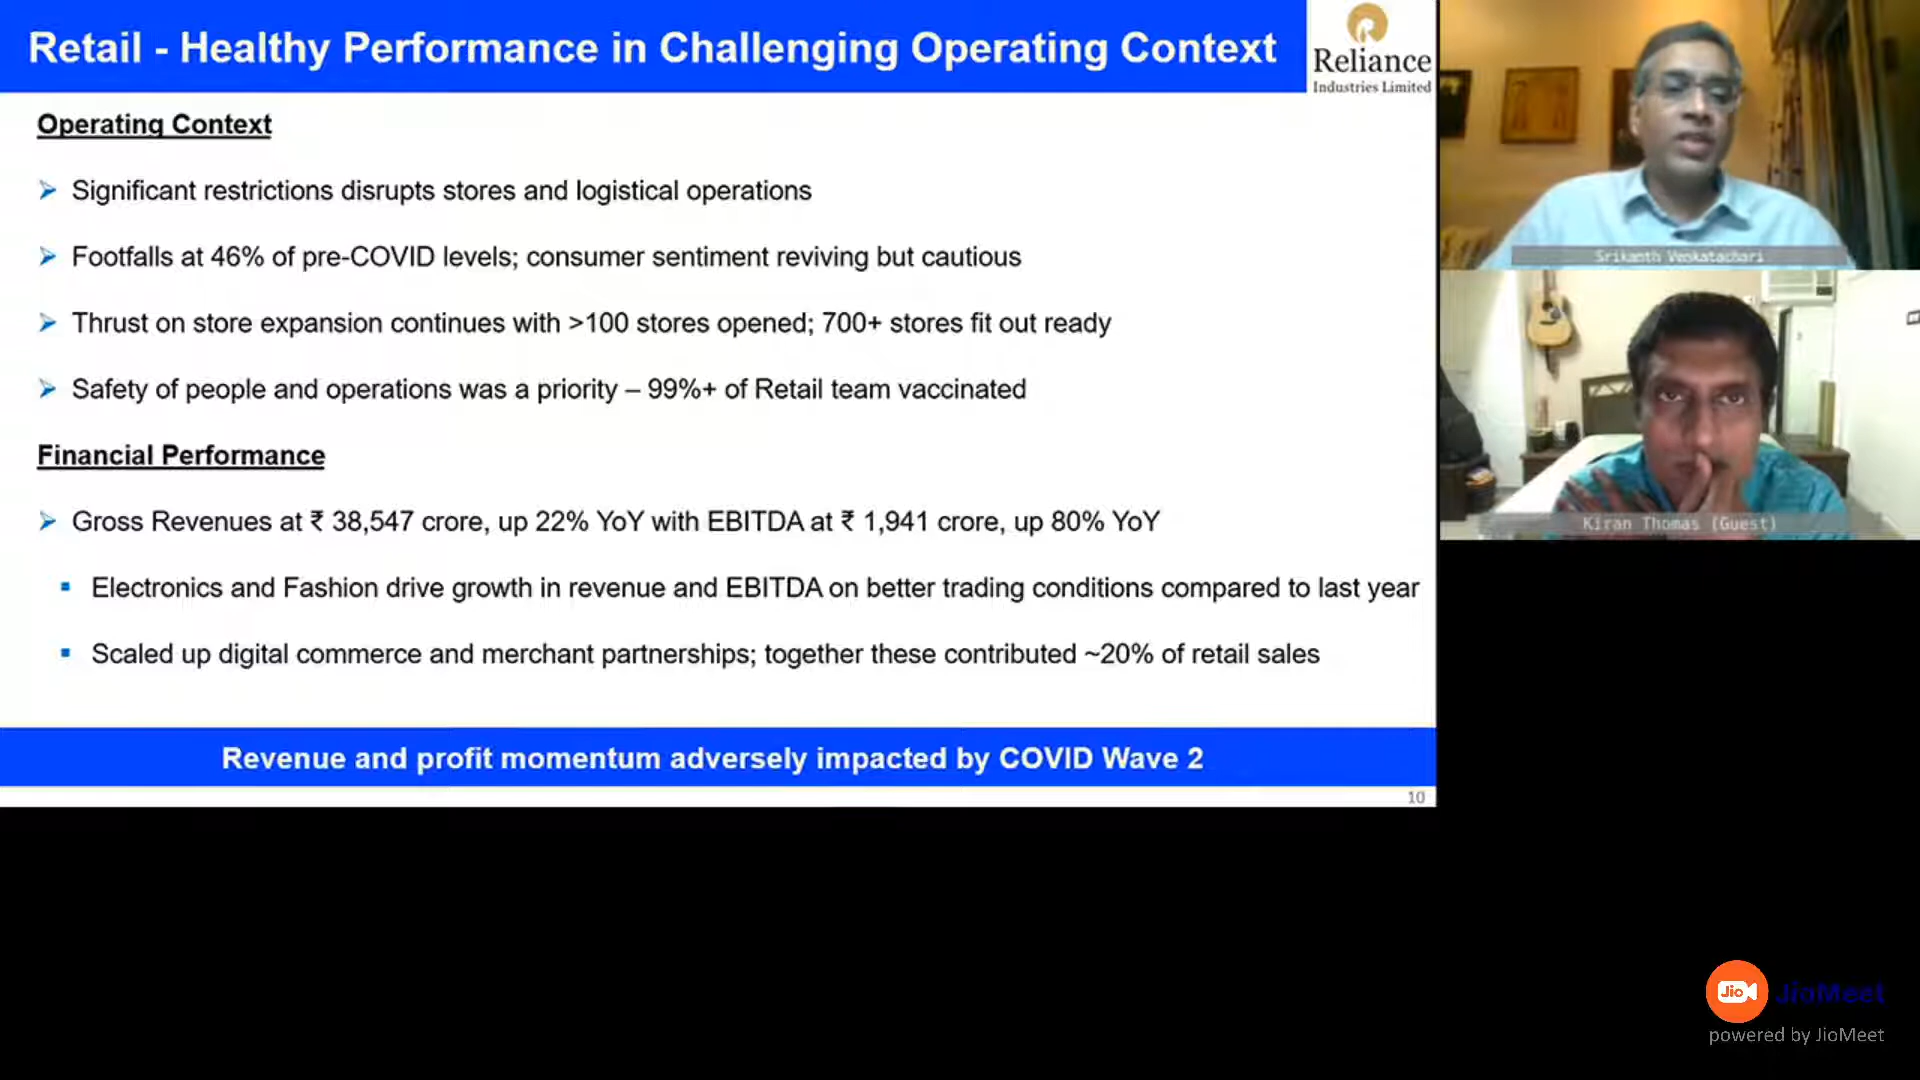 Retail - Healthy Performance in Challenging Operating Context
Reliance
Industries Limited
Operating Context
Significant restrictions disrupts stores and logistical operations
Footfalls at 46% of pre-COVID levels; consumer sentiment reviving but cautious
Thrust on store expansion continues with >100 stores opened; 700+ stores fit out ready
Safety of people and operations was a priority – 99%+ of Retail team vaccinated
Financial Performance
Gross Revenues at ₹ 38,547 crore, up 22% YoY with EBITDA at ₹ 1,941 crore, up 80% YoY
Electronics and Fashion drive growth in revenue and EBITDA on better trading conditions compared to last year
Scaled up digital commerce and merchant partnerships; together these contributed ~20% of retail sales
Revenue and profit momentum adversely impacted by COVID Wave 2
10
Srikanth Venkatachari
Kiran Thomas (Guest)
Jio
JioMeet
powered by JioMeet